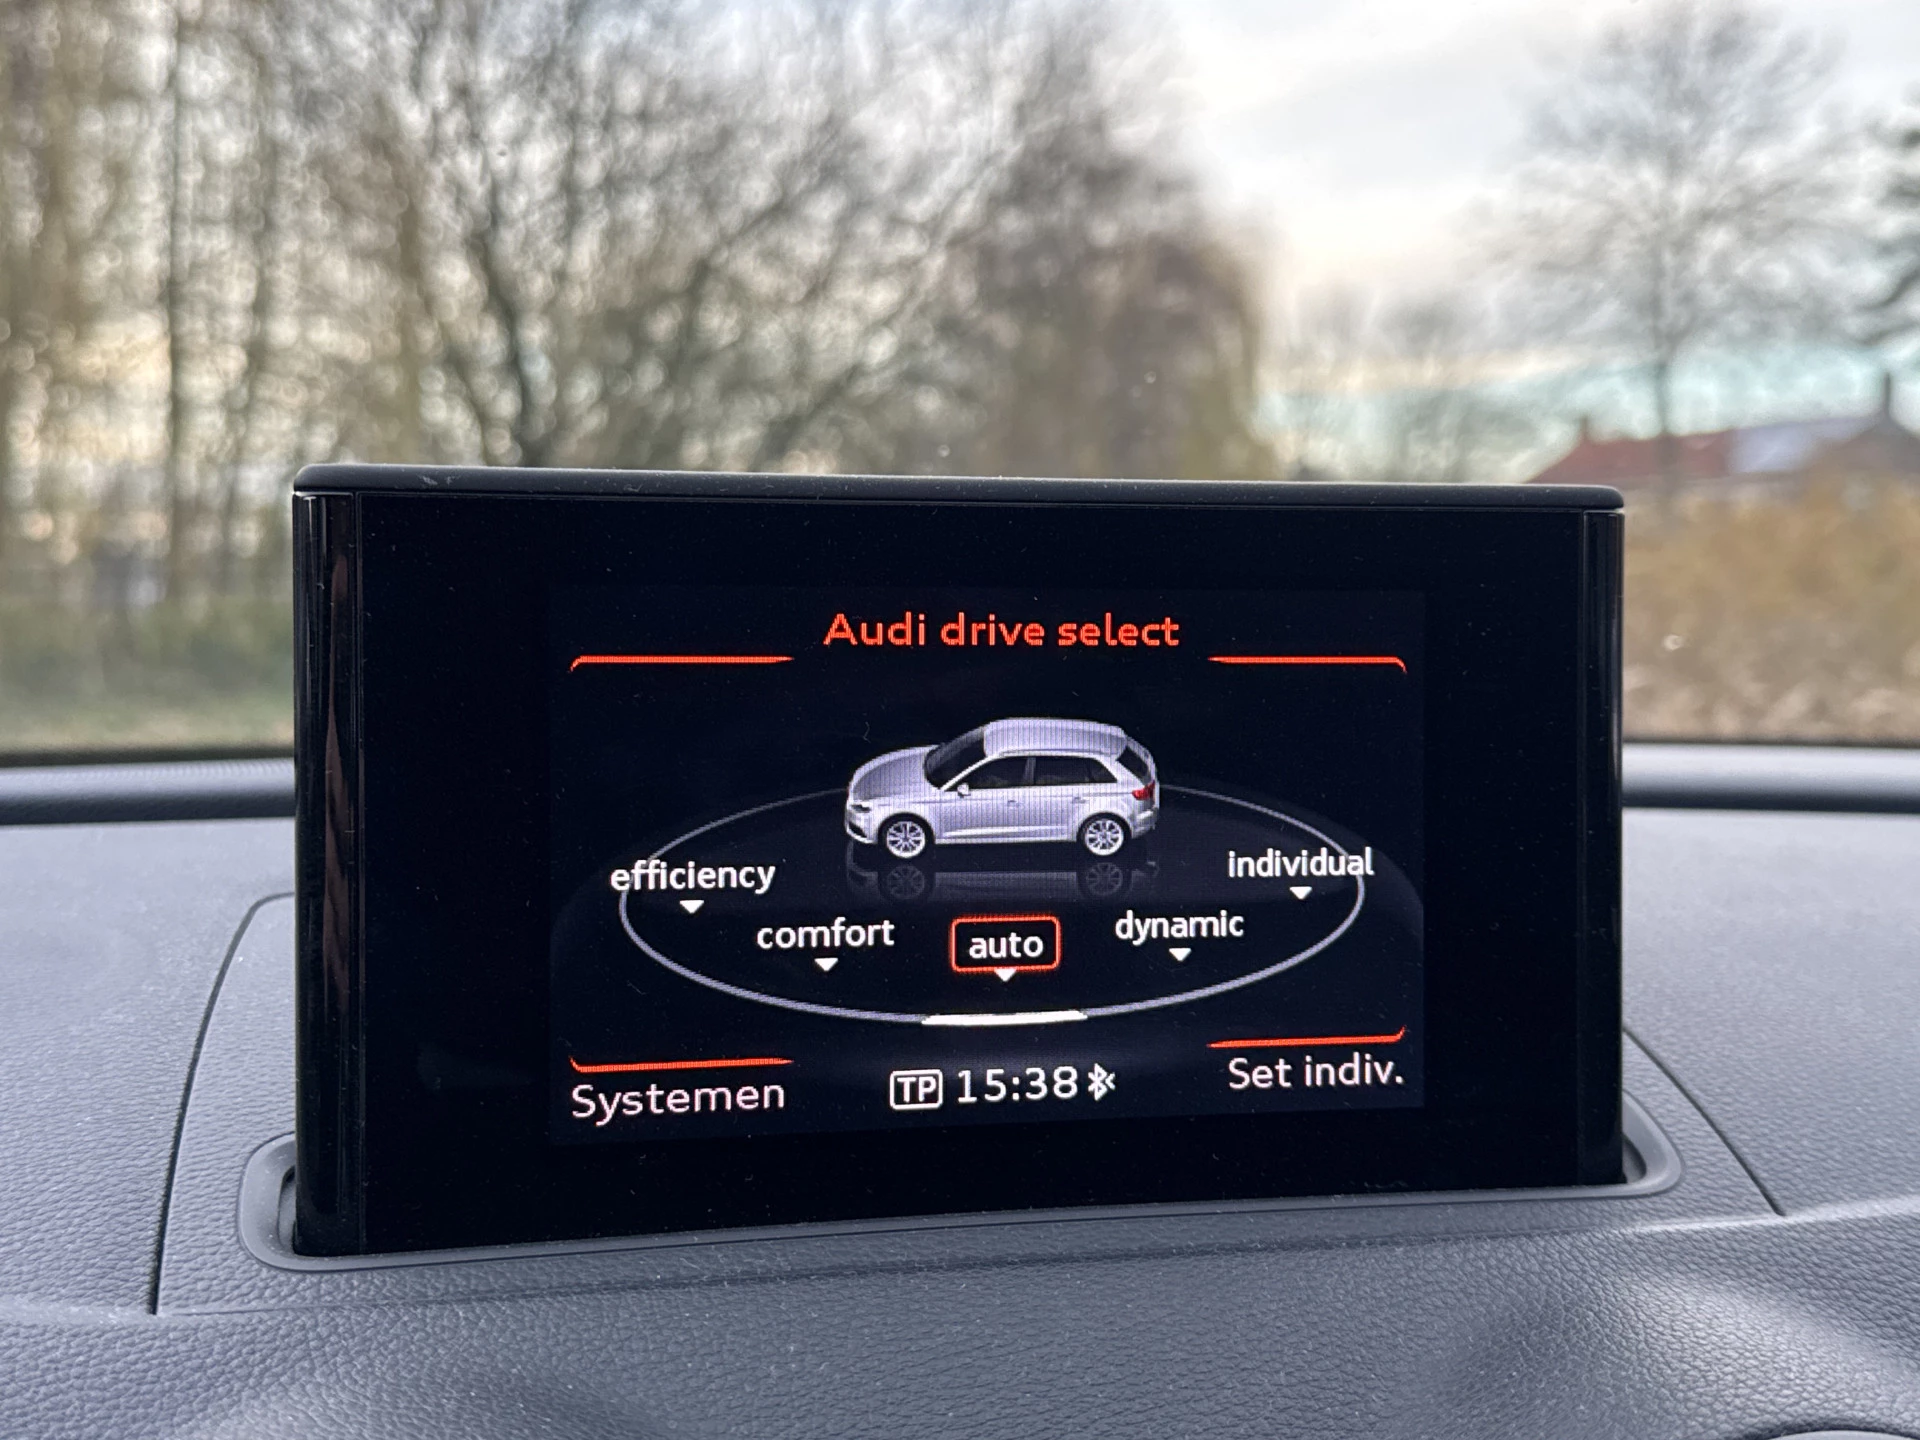 Audi drive select
efficiency
individual
comfort
auto
dynamic
Systemen
TP 15:38
Set indiv.